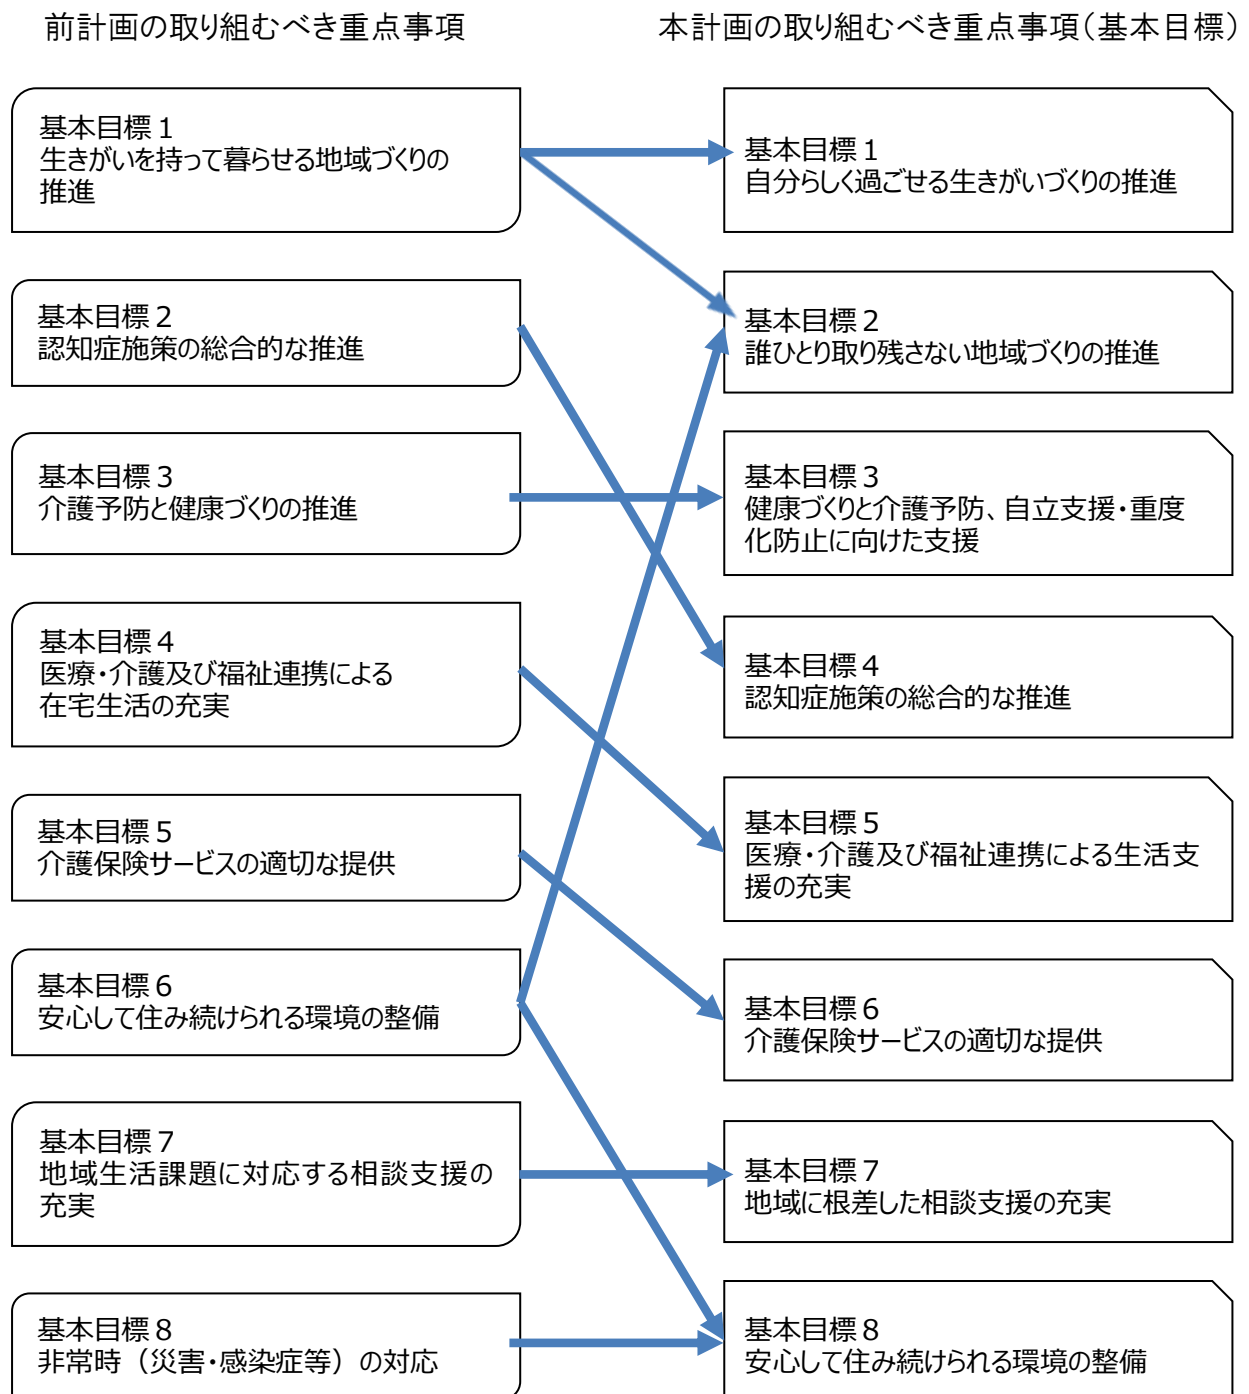 前計画の取り組むべき重点事項
本計画の取り組むべき重点事項(基本目標)
基本目標1
生きがいを持って暮らせる地域づくりの
推進
基本目標1
自分らしく過ごせる生きがいづくりの推進
基本目標2
認知症施策の総合的な推進
基本目標2
誰ひとり取り残さない地域づくりの推進
基本目標3
介護予防と健康づくりの推進
基本目標3
健康づくりと介護予防、自立支援・重度
化防止に向けた支援
基本目標4
医療・介護及び福祉連携による
在宅生活の充実
基本目標4
認知症施策の総合的な推進
基本目標5
介護保険サービスの適切な提供
基本目標5
医療・介護及び福祉連携による生活支
援の充実
基本目標6
安心して住み続けられる環境の整備
基本目標6
介護保険サービスの適切な提供
基本目標7
地域生活課題に対応する相談支援の
充実
基本目標7
地域に根差した相談支援の充実
基本目標8
非常時(災害・感染症等)の対応
基本目標8
安心して住み続けられる環境の整備